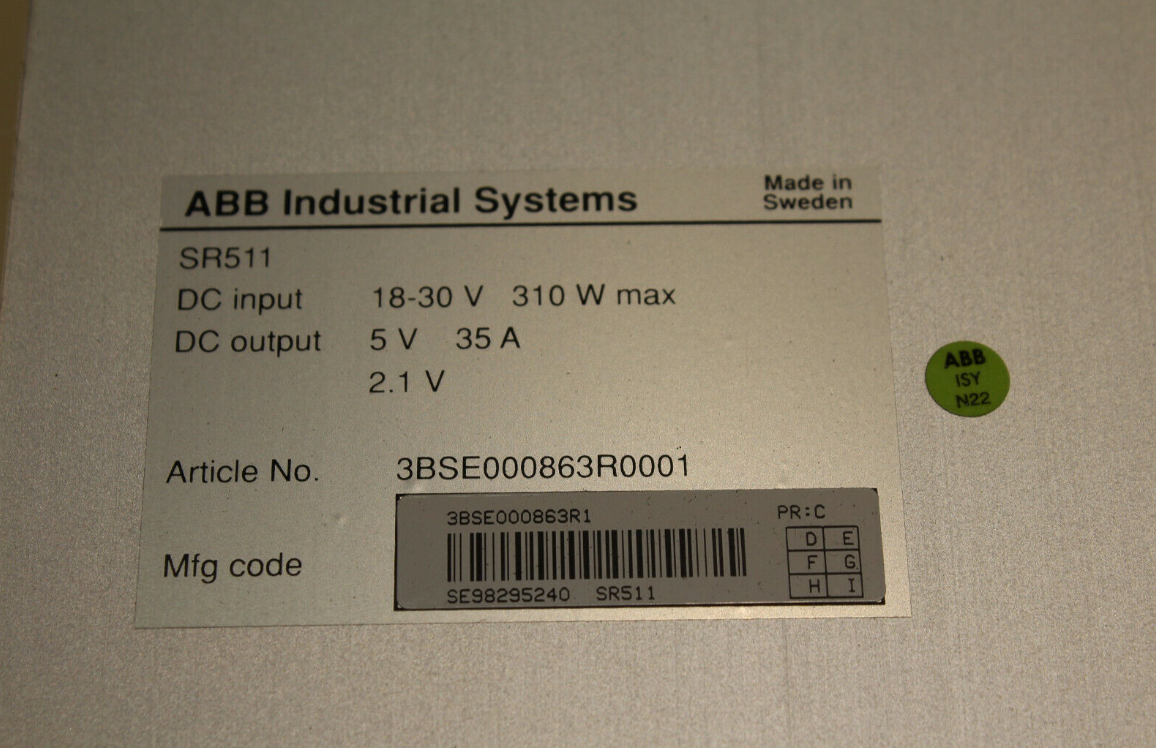 ABB Industrial Systems
Made in
Sweden
SR511
DC input 18-30 V 310 W max
DC output 5 V 35 A
2.1 V
Article No. 3BSE000863R0001
Mfg code
3BSE000863R1 PR:C
D E
F G
H I
SE98295240 SR511
ABB
ISY
N22